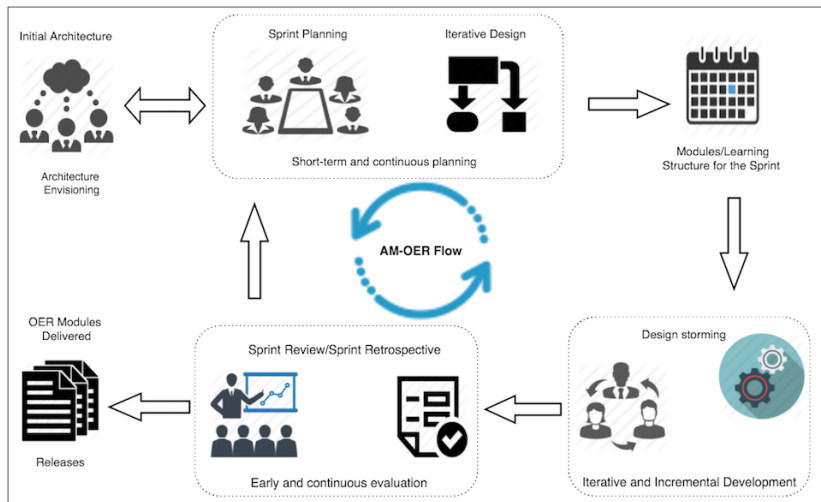 Initial Architecture
Architecture
Envisioning
Sprint Planning
Iterative Design
Short-term and continuous planning
Modules/Learning
Structure for the Sprint
AM-OER Flow
Design storming
Iterative and Incremental Development
Sprint Review/Sprint Retrospective
Early and continuous evaluation
OER Modules
Delivered
Releases